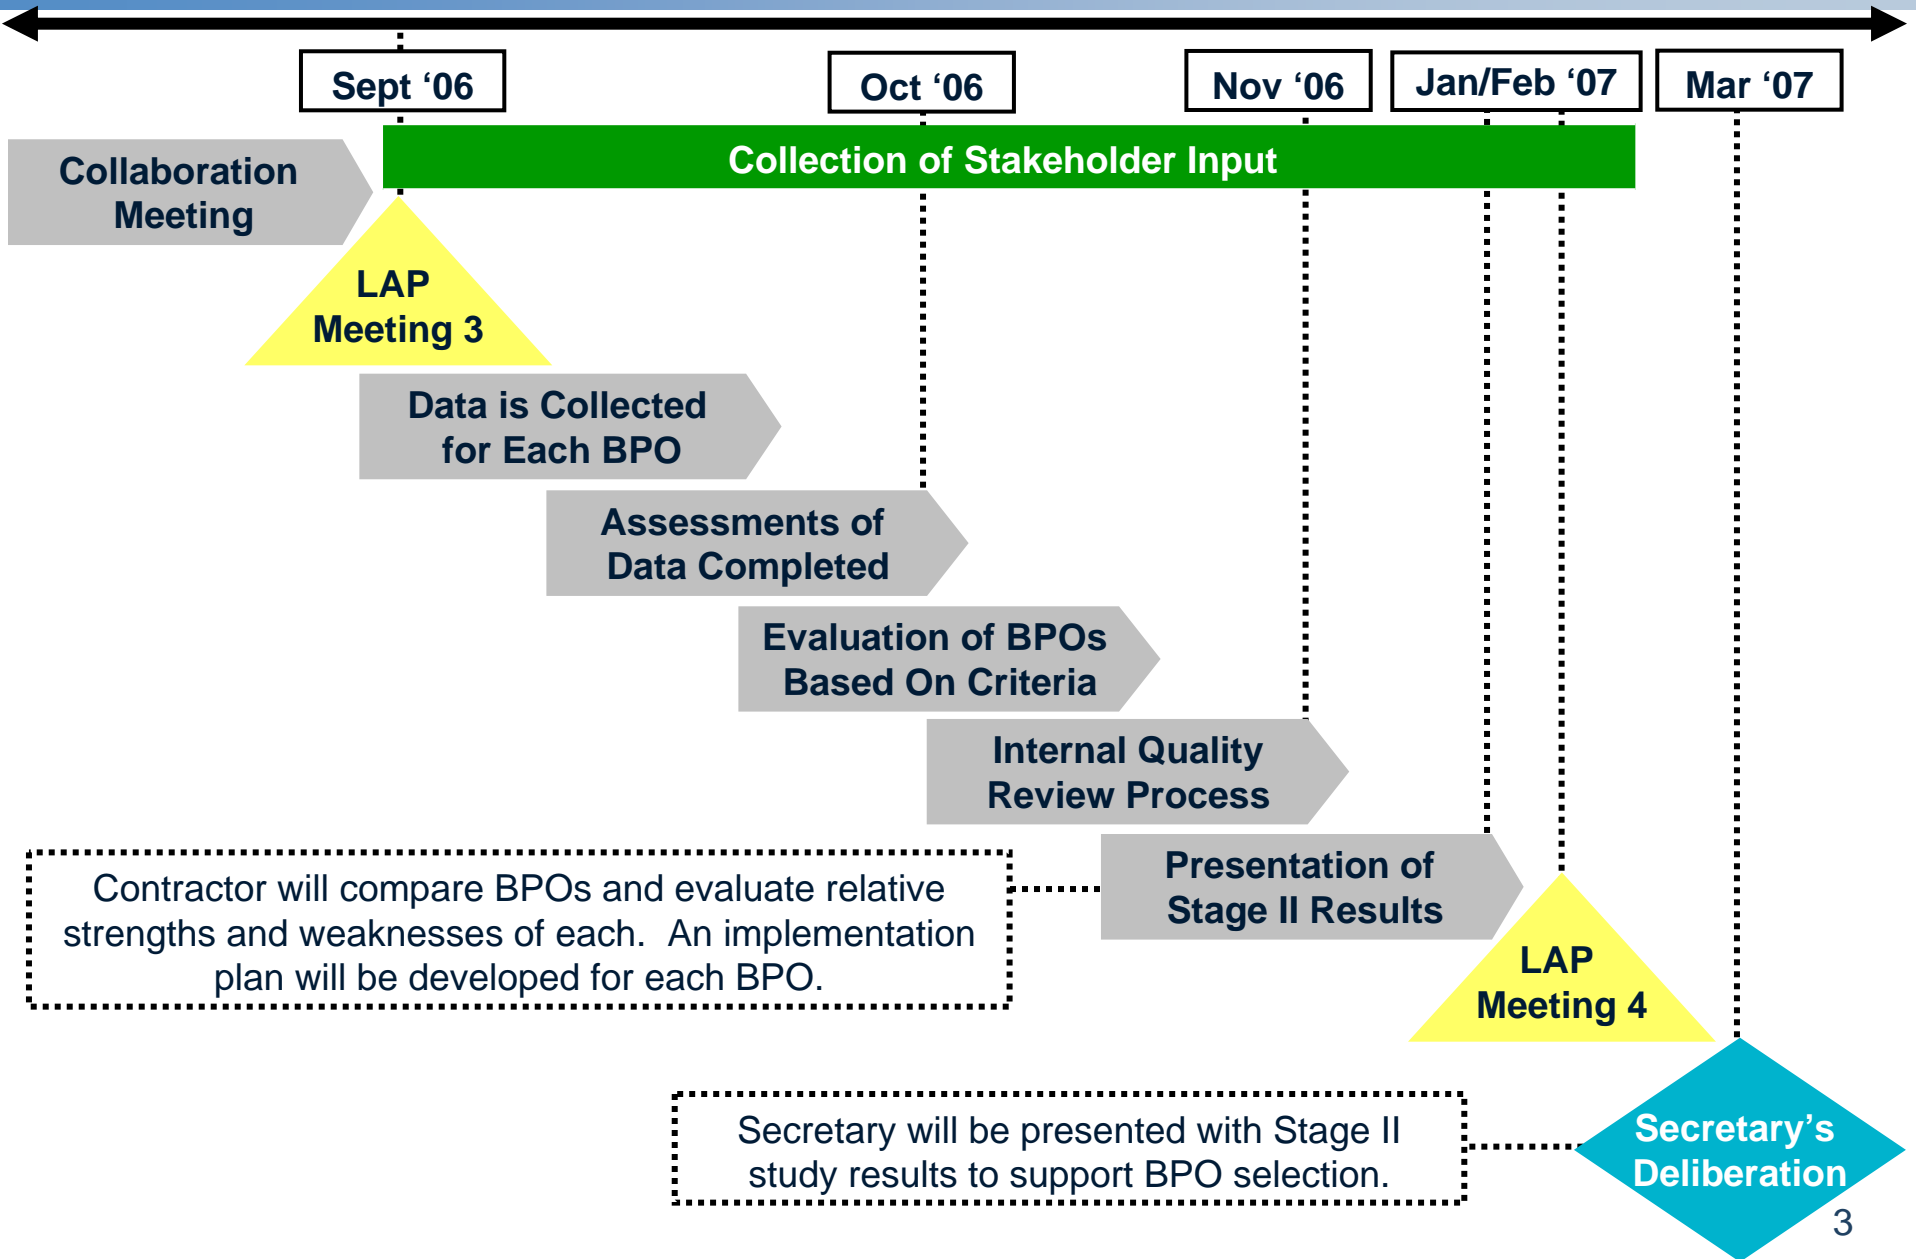 Sept ‘06
Oct ‘06
Nov ‘06
Jan/Feb ‘07
Mar ‘07
Collection of Stakeholder Input
Collaboration
Meeting
LAP
Meeting 3
Data is Collected
for Each BPO
Assessments of
Data Completed
Evaluation of BPOs
Based On Criteria
Internal Quality
Review Process
Presentation of
Stage II Results
Contractor will compare BPOs and evaluate relative
strengths and weaknesses of each.  An implementation
plan will be developed for each BPO.
LAP
Meeting 4
Secretary will be presented with Stage II
study results to support BPO selection.
Secretary’s
Deliberation
3